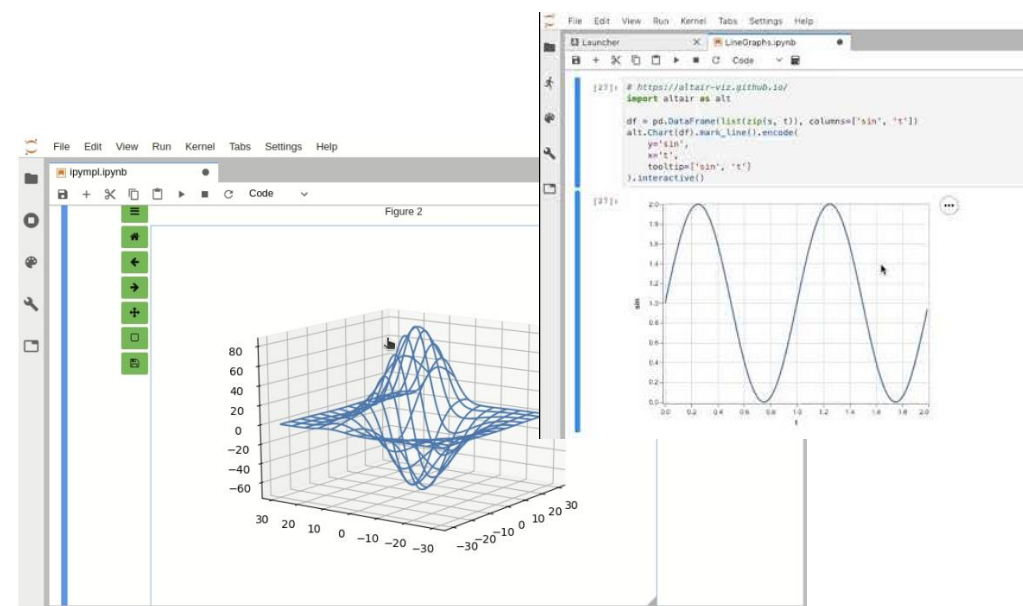 File Edit View Run Kernel Tabs Settings Help
ipympl.ipynb
Code
Figure 2
80
60
40
20
0
−20
−40
−60
30 20 10 0 −10 −20 −30
−30 −20 −10 0 10 20 30
File Edit View Run Kernel Tabs Settings Help
Launcher
LineGraphs.ipynb
Code
[27]: # https://altair-viz.github.io/
import altair as alt
df = pd.DataFrame(list(zip(s, t)), columns=['sin', 't'])
alt.Chart(df).mark_line().encode(
y='sin',
x='t',
tooltip=['sin', 't']
).interactive()
[27]:
2.0
1.8
1.6
1.4
1.2
1.0
0.8
0.6
0.4
0.2
0.0
sin
0.0 0.2 0.4 0.6 0.8 1.0 1.2 1.4 1.6 1.8 2.0
t